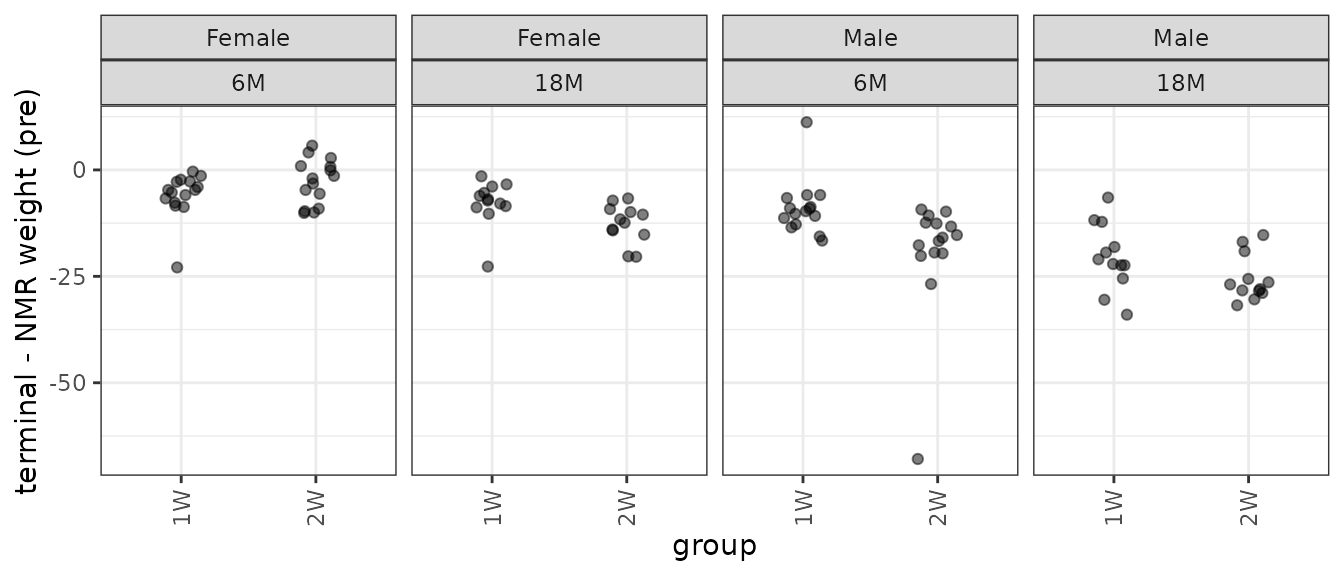 Female Female Male Male
6M 18M 6M 18M
terminal - NMR weight (pre)
0
-25
-50
1W 2W 1W 2W 1W 2W 1W 2W
group